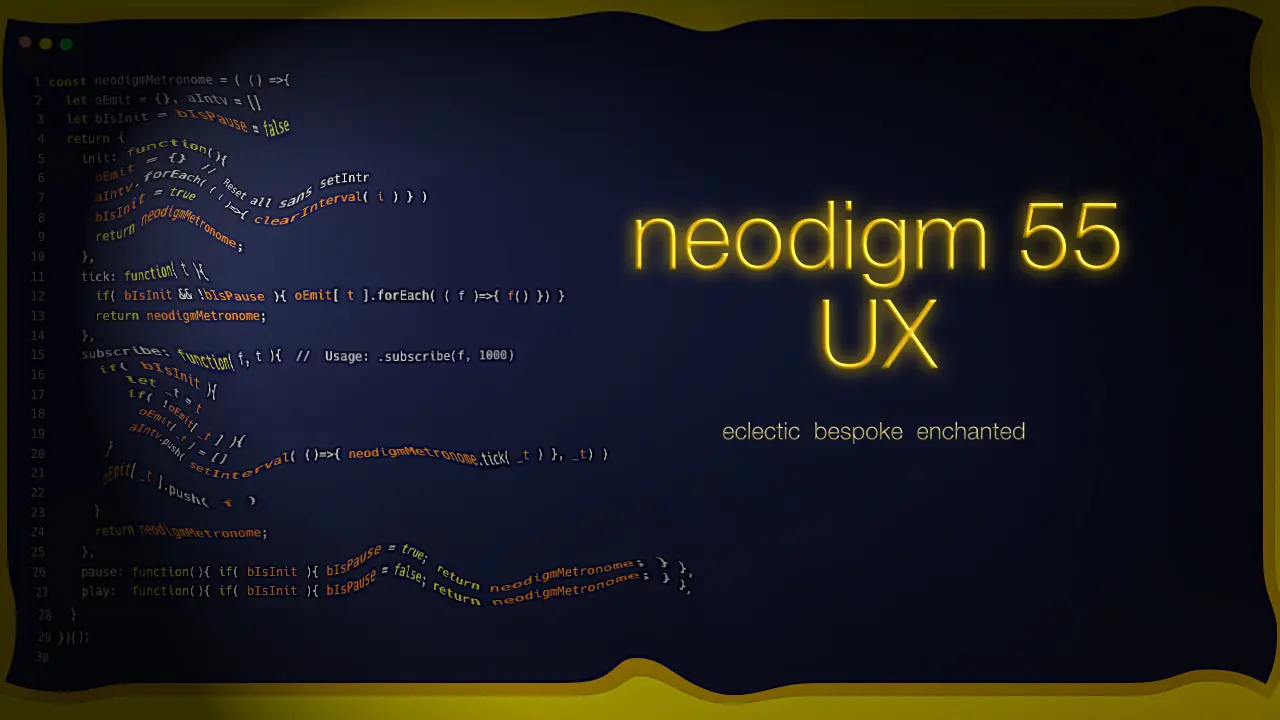 1 const neodigmMetronome = ( () =>{
2 let oEmit = {}, aIntv = []
3 let bIsInit = bIsPause = false
4 return {
5 init: function(){
6 oEmit = {} // Reset all sans setIntr
7 aIntv.forEach( ( i )=>{ clearInterval( i ) } )
8 bIsInit = true
9 return neodigmMetronome;
10 },
11 tick: function( t ){
12 if( bIsInit && !bIsPause ){ oEmit[ t ].forEach( ( f )=>{ f() }) }
13 return neodigmMetronome;
14 },
15 subscribe: function( f, t ){ // Usage: .subscribe(f, 1000)
16 if( bIsInit ){
17 let _t = t
18 if( !oEmit[ _t ] ){
19 oEmit[ _t ] = []
20 aIntv.push( setInterval( ()=>{ neodigmMetronome.tick( _t ) }, _t) )
21 }
22 oEmit[ _t ].push( f )
23 }
24 return neodigmMetronome;
25 },
26 pause: function(){ if( bIsInit ){ bIsPause = true; return neodigmMetronome; } },
27 play: function(){ if( bIsInit ){ bIsPause = false; return neodigmMetronome; } },
28 }
29 })();
30
neodigm 55
UX
eclectic bespoke enchanted